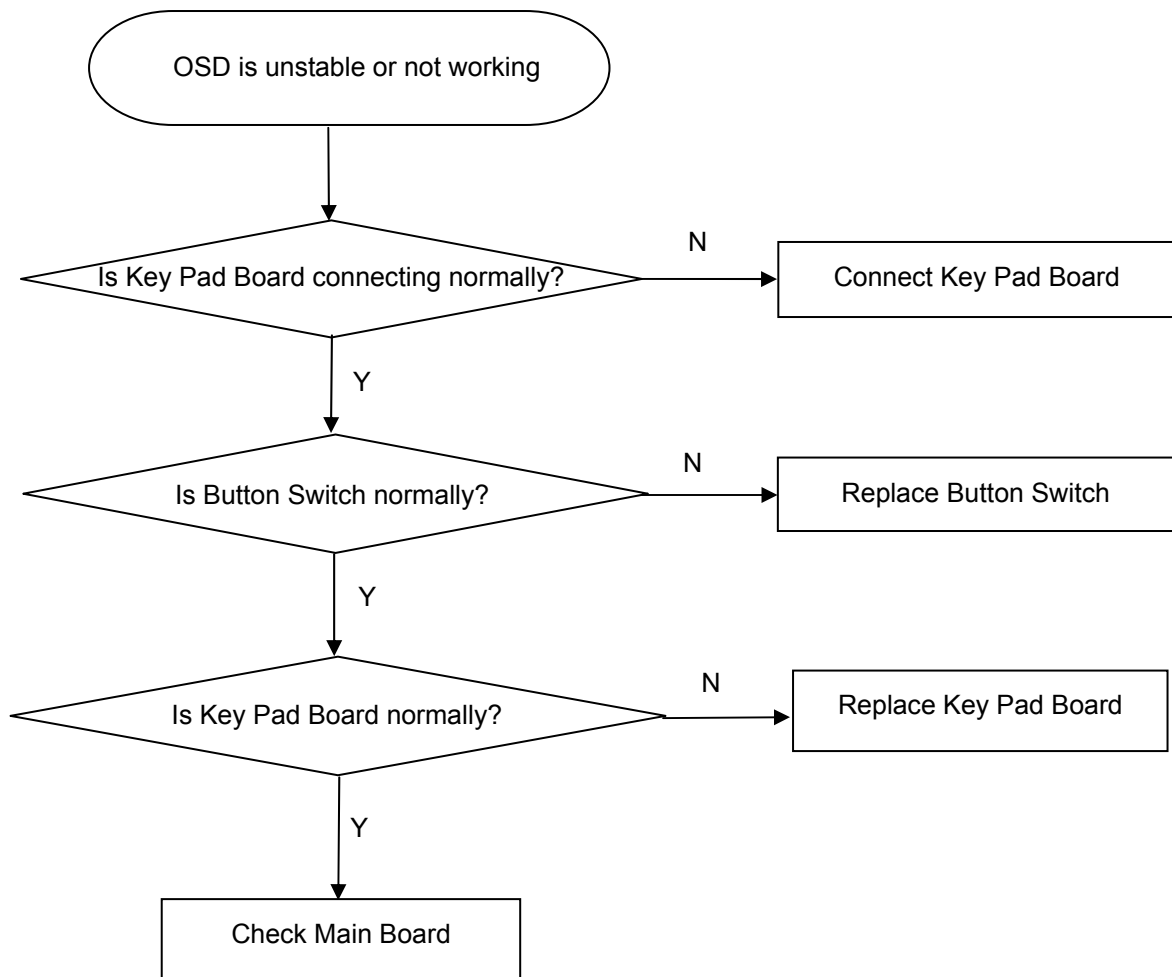 OSD is unstable or not working
Is Key Pad Board connecting normally?
N
Connect Key Pad Board
Y
Is Button Switch normally?
N
Replace Button Switch
Y
Is Key Pad Board normally?
N
Replace Key Pad Board
Y
Check Main Board